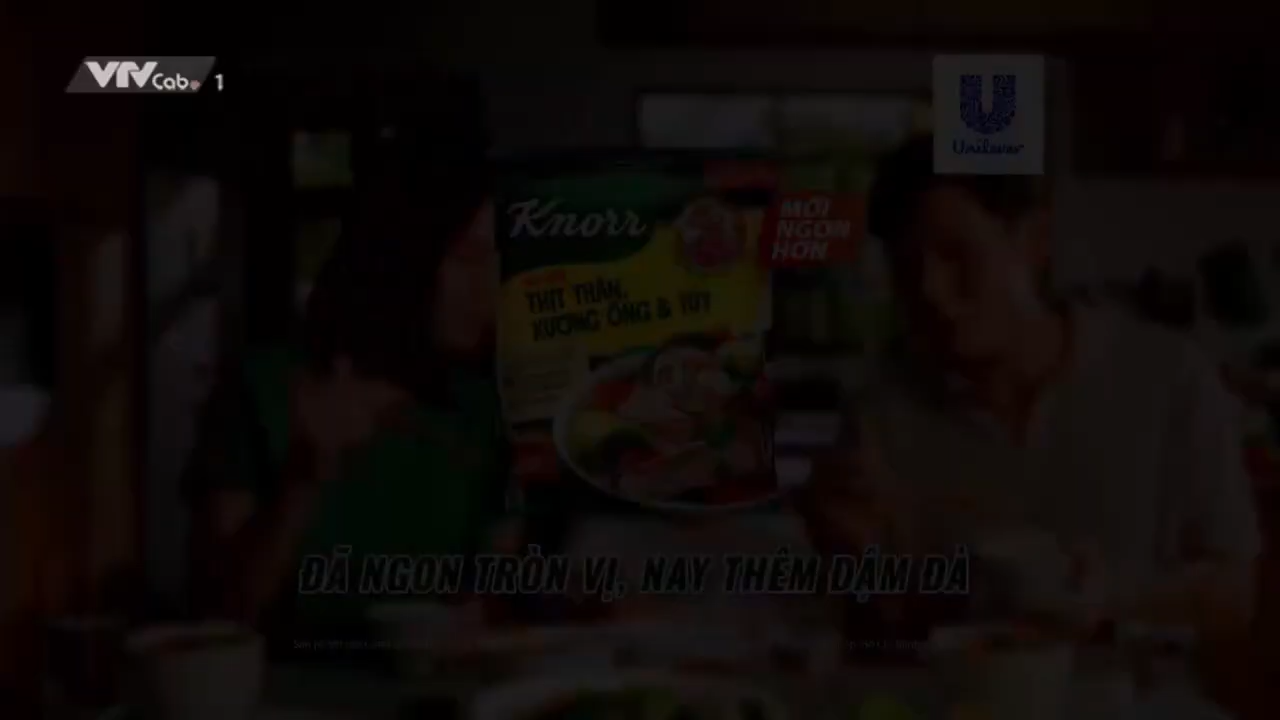 VTVCab 1
Unilever
Knorr
MỚI
NGON
HƠN
THỊT THĂN,
XƯƠNG ỐNG & TỦY
ĐÃ NGON TRÒN VỊ, NAY THÊM DẬM ĐÀ